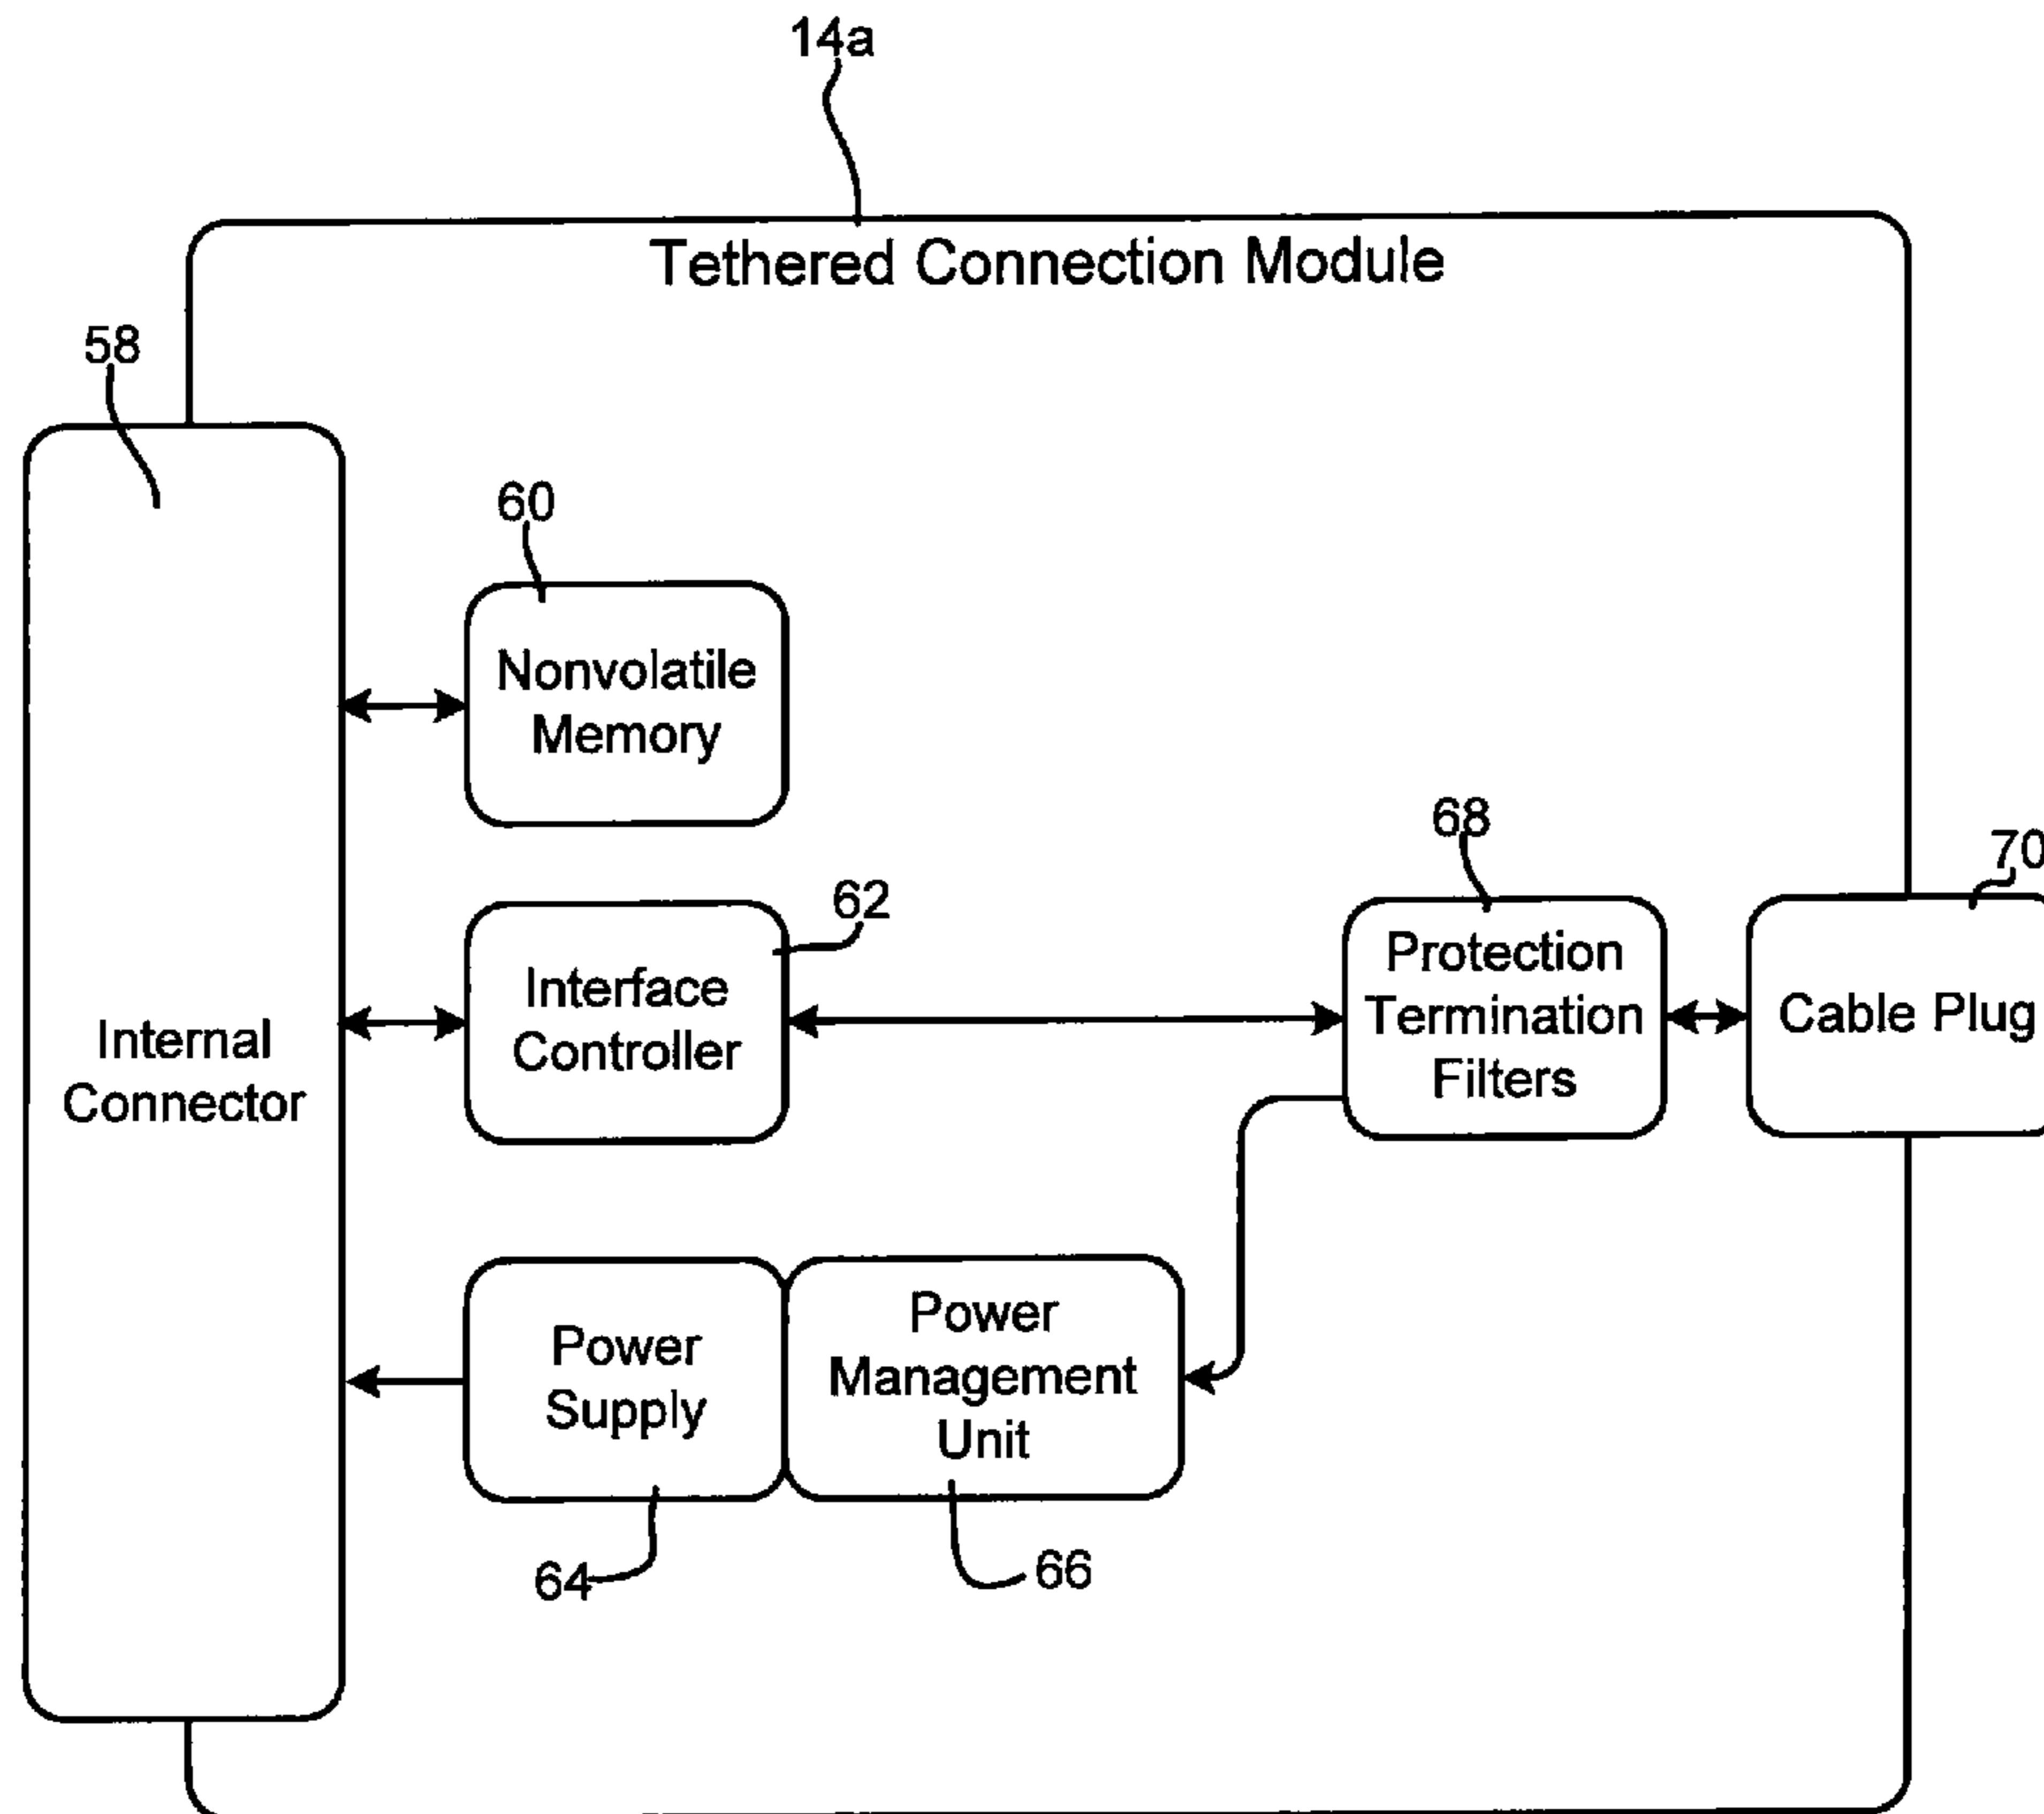 14a
Tethered Connection Module
58
60
Nonvolatile
Memory
68
70
62
Interface
Controller
Protection
Termination
Filters
Cable Plug
Internal
Connector
Power
Supply
Power
Management
Unit
64
66